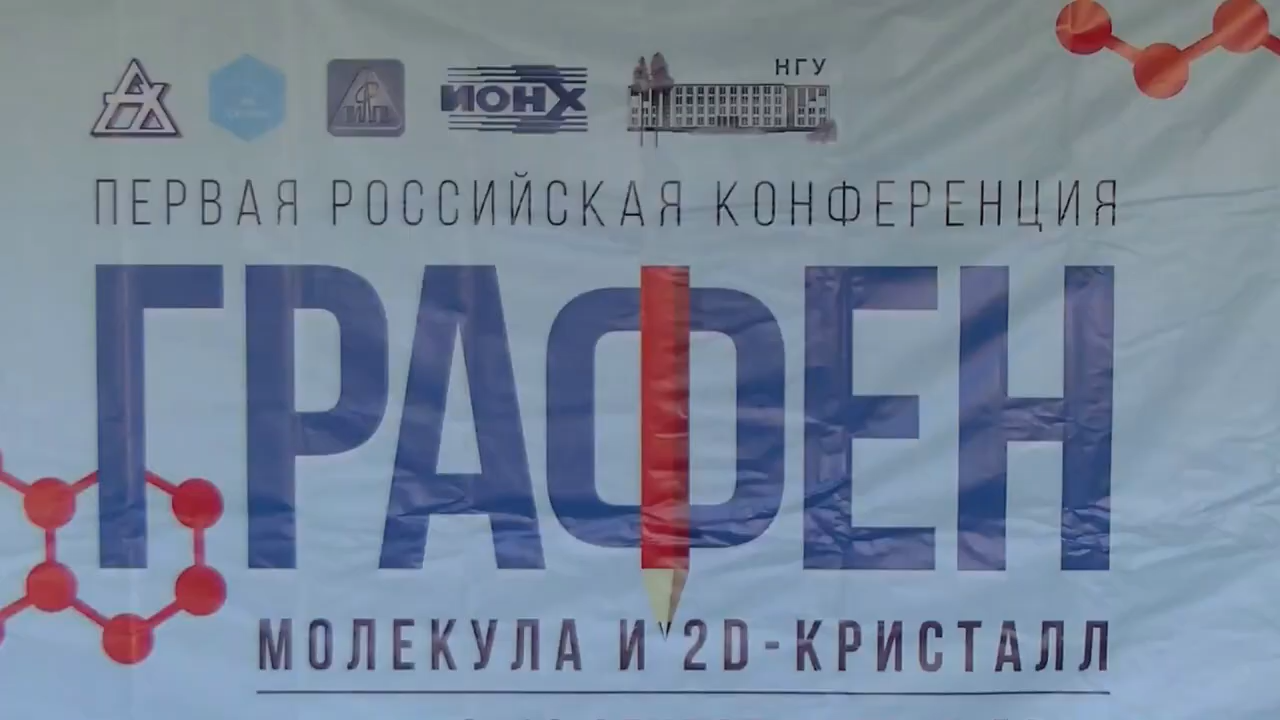 ИОНХ
НГУ
ПЕРВАЯ РОССИЙСКАЯ КОНФЕРЕНЦИЯ
ГРАФЕН
МОЛЕКУЛА И 2D-КРИСТАЛЛ